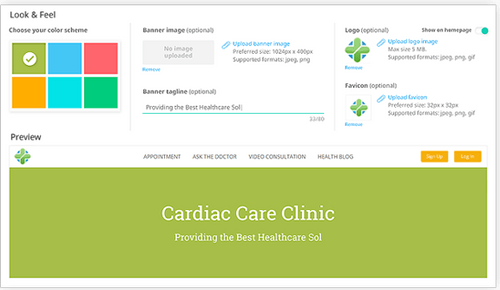 Look & Feel
Choose your color scheme
Banner image (optional)
No image
uploaded
Upload banner image
Preferred size: 1024px x 400px
Supported formats: jpeg, png
Remove
Banner tagline (optional)
Providing the Best Healthcare Sol
33/80
Logo (optional)
Show on homepage
Upload logo image
Max size 5 MB.
Supported formats: jpeg, png, gif
Remove
Favicon (optional)
Upload favicon
Preferred size: 32px x 32px
Supported formats: jpeg, png, gif
Remove
Preview
APPOINTMENT ASK THE DOCTOR VIDEO CONSULTATION HEALTH BLOG Sign Up Log In
Cardiac Care Clinic
Providing the Best Healthcare Sol